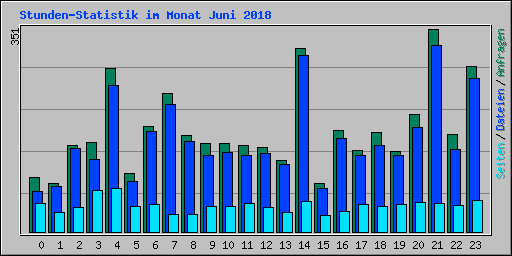 Stunden-Statistik im Monat Juni 2018
351
Seiten / Dateien / Anfragen
0 1 2 3 4 5 6 7 8 9 10 11 12 13 14 15 16 17 18 19 20 21 22 23